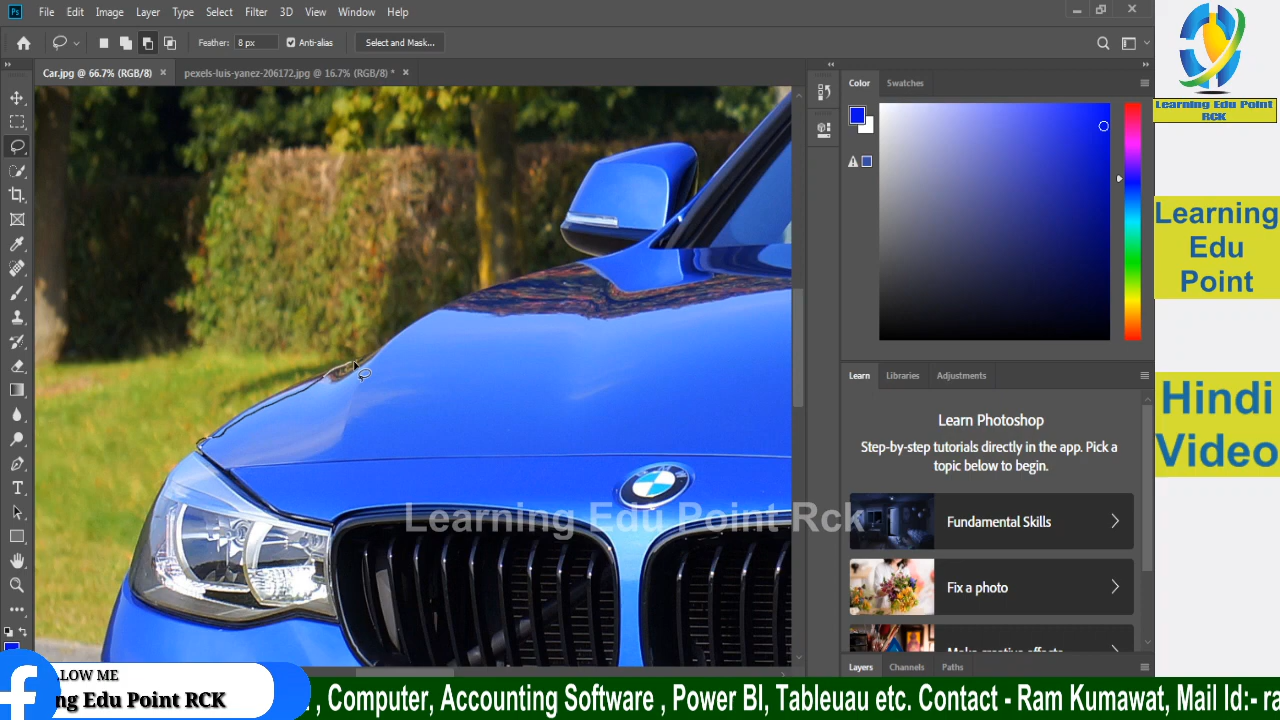 Ps File Edit Image Layer Type Select Filter 3D View Window Help
Feather: 8 px Anti-alias Select and Mask...
Car.jpg @ 66.7% (RGB/8) × pexels-luis-yanez-206172.jpg @ 16.7% (RGB/8) * ×
Color Swatches
Learn Libraries Adjustments
Learn Photoshop
Step-by-step tutorials directly in the app. Pick a
topic below to begin.
Fundamental Skills
Fix a photo
Layers Channels Paths
BMW
Learning Edu Point Rck
Learning Edu Point
RCK
Learning
Edu
Point
Hindi
Video
LOW ME
ng Edu Point RCK
, Computer, Accounting Software , Power BI, Tableuau etc. Contact - Ram Kumawat, Mail Id:- ra